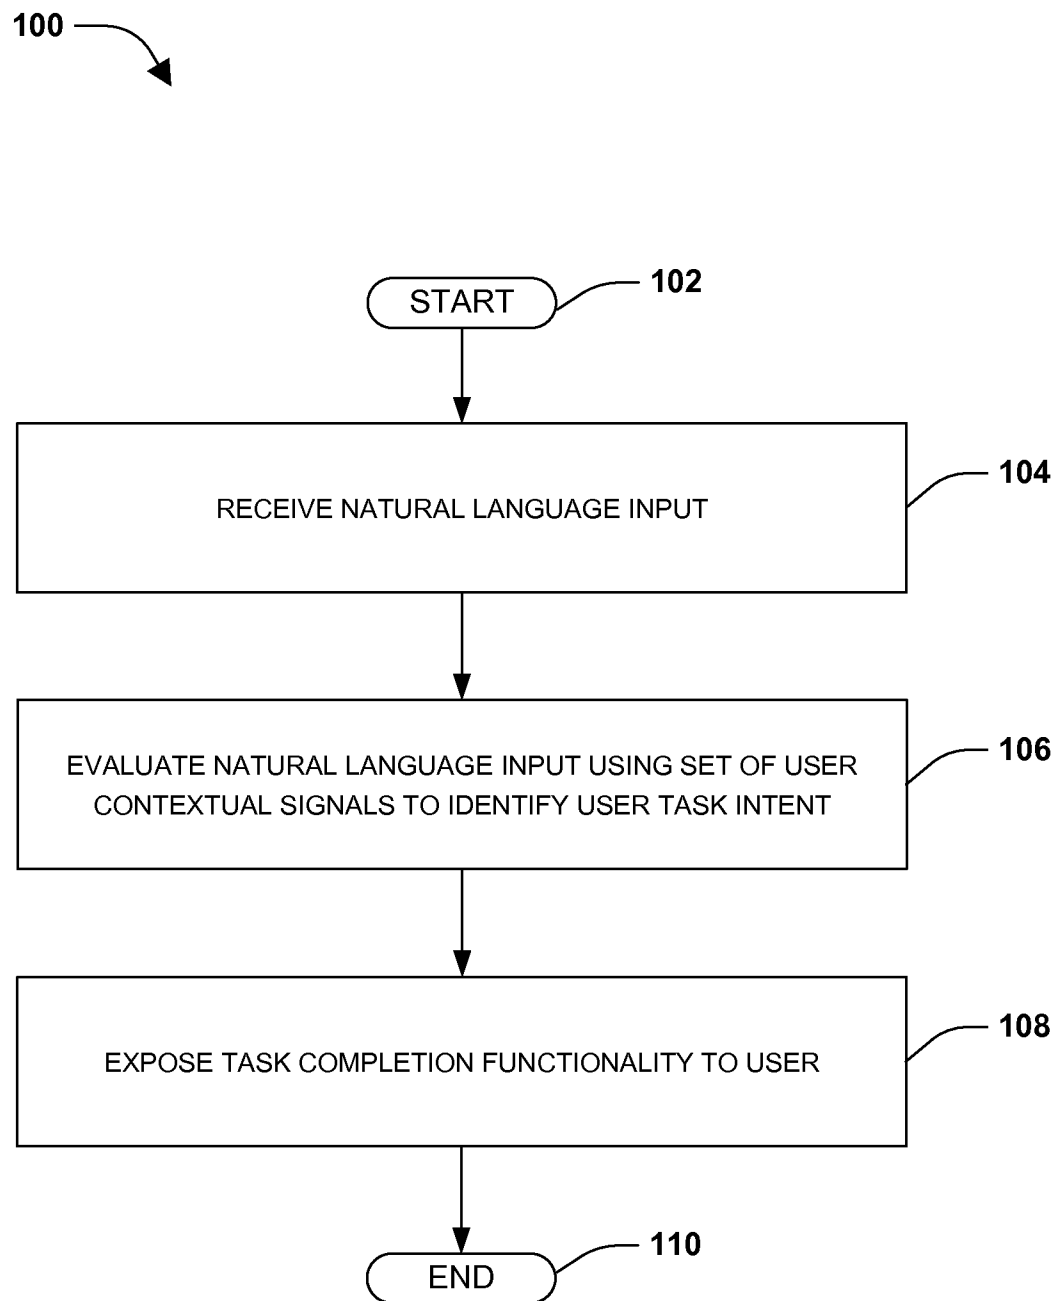 100
START
102
RECEIVE NATURAL LANGUAGE INPUT
104
EVALUATE NATURAL LANGUAGE INPUT USING SET OF USER
CONTEXTUAL SIGNALS TO IDENTIFY USER TASK INTENT
106
EXPOSE TASK COMPLETION FUNCTIONALITY TO USER
108
END
110